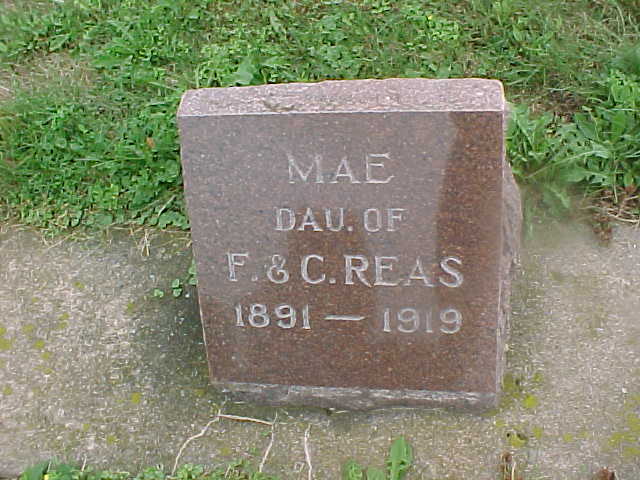 MAE
DAU. OF
F. & C. REAS
1891 — 1919